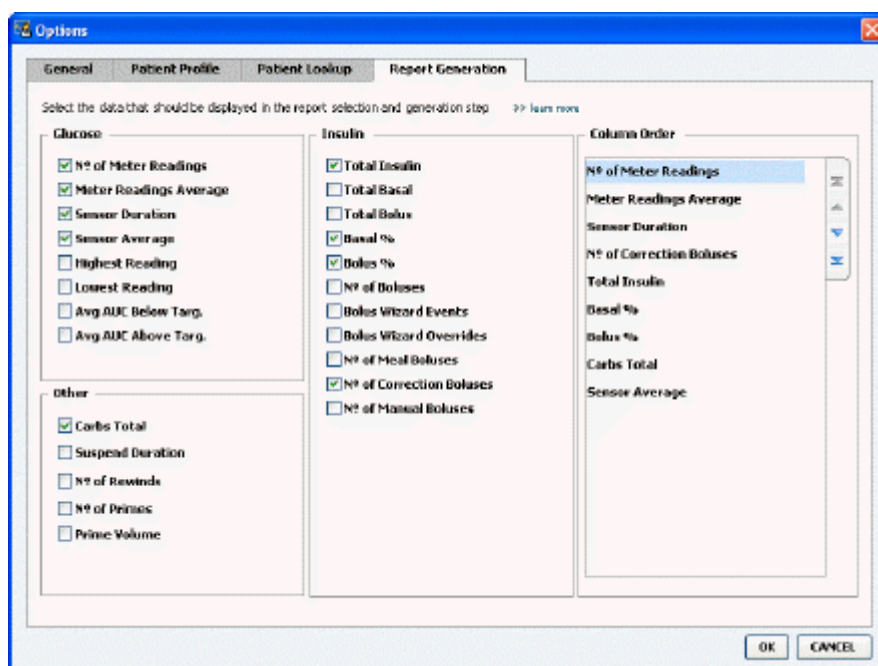 Options
General
Patient Profile
Patient Lookup
Report Generation
Select the data that should be displayed in the report selection and generation step >> learn more
Glucose
Nº of Meter Readings
Meter Readings Average
Sensor Duration
Sensor Average
Highest Reading
Lowest Reading
Avg AUC Below Targ.
Avg AUC Above Targ.
Other
Carbs Total
Suspend Duration
Nº of Rewinds
Nº of Primes
Prime Volume
Insulin
Total Insulin
Total Basal
Total Bolus
Basal %
Bolus %
Nº of Boluses
Bolus Wizard Events
Bolus Wizard Overrides
Nº of Meal Boluses
Nº of Correction Boluses
Nº of Manual Boluses
Column Order
Nº of Meter Readings
Meter Readings Average
Sensor Duration
Nº of Correction Boluses
Total Insulin
Basal %
Bolus %
Carbs Total
Sensor Average
OK
CANCEL